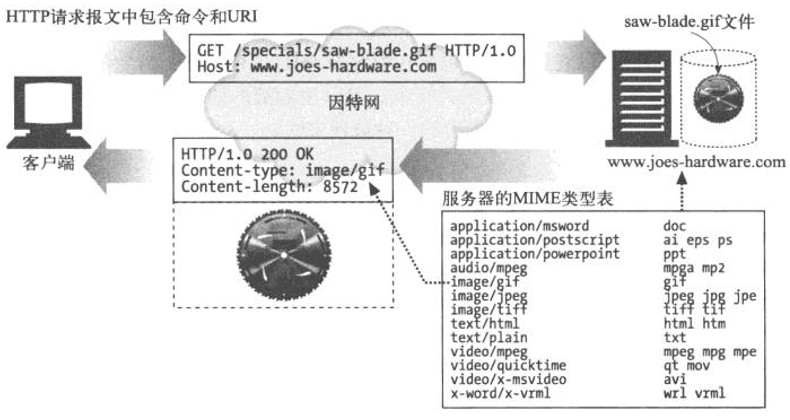 HTTP请求报文中包含命令和URI
saw-blade.gif文件
GET /specials/saw-blade.gif HTTP/1.0
Host: www.joes-hardware.com
因特网
客户端
www.joes-hardware.com
HTTP/1.0 200 OK
Content-type: image/gif
Content-length: 8572
服务器的MIME类型表
application/msword doc
application/postscript ai eps ps
application/powerpoint ppt
audio/mpeg mpga mp2
image/gif gif
image/jpeg jpeg jpg jpe
image/tiff tiff tif
text/html html htm
text/plain txt
video/mpeg mpeg mpg mpe
video/quicktime qt mov
video/x-msvideo avi
x-word/x-vrml wrl vrml